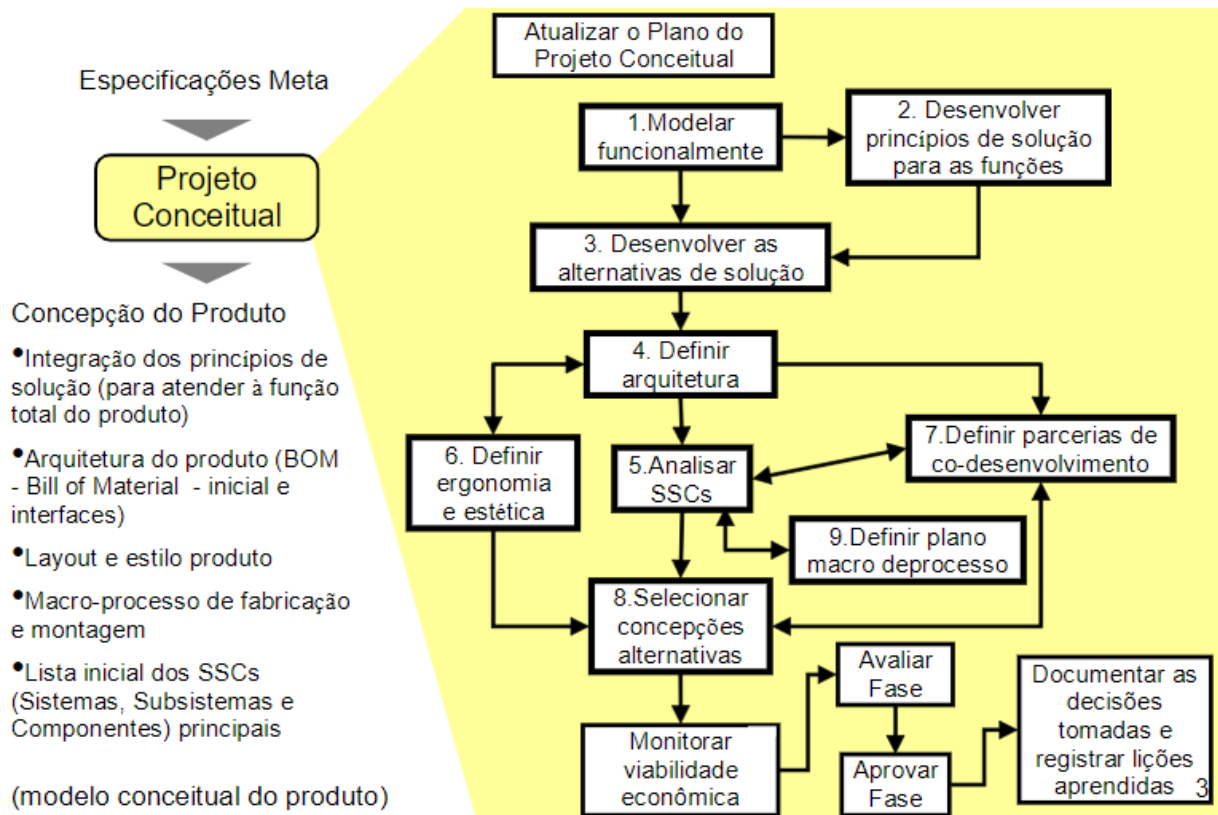 Especificações Meta
Projeto
Conceitual
Concepção do Produto
•Integração dos princípios de
solução (para atender à função
total do produto)
•Arquitetura do produto (BOM
- Bill of Material - inicial e
interfaces)
•Layout e estilo produto
•Macro-processo de fabricação
e montagem
•Lista inicial dos SSCs
(Sistemas, Subsistemas e
Componentes) principais
(modelo conceitual do produto)
Atualizar o Plano do
Projeto Conceitual
1.Modelar
funcionalmente
2. Desenvolver
princípios de solução
para as funções
3. Desenvolver as
alternativas de solução
4. Definir
arquitetura
6. Definir
ergonomia
e estética
5.Analisar
SSCs
7.Definir parcerias de
co-desenvolvimento
9.Definir plano
macro deprocesso
8.Selecionar
concepções
alternativas
Monitorar
viabilidade
econômica
Avaliar
Fase
Aprovar
Fase
Documentar as
decisões
tomadas e
registrar lições
aprendidas
3